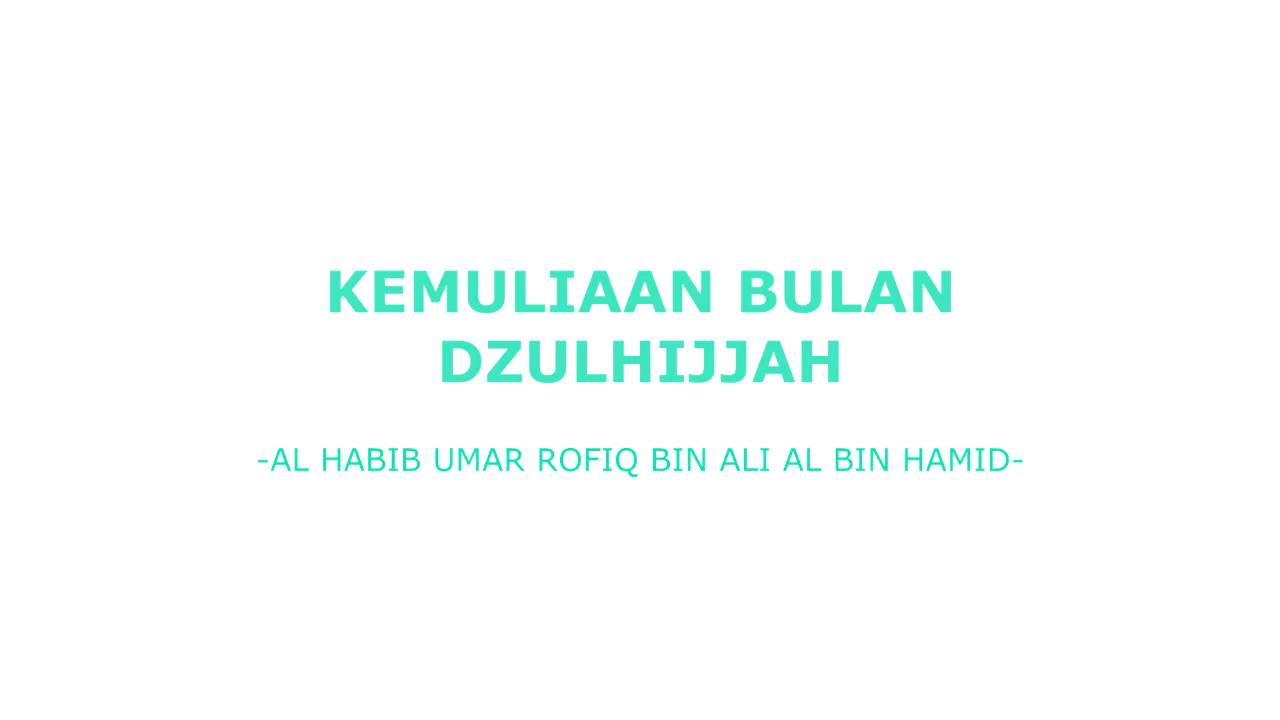 KEMULIAAN BULAN
DZULHIJJAH
-AL HABIB UMAR ROFIQ BIN ALI AL BIN HAMID-